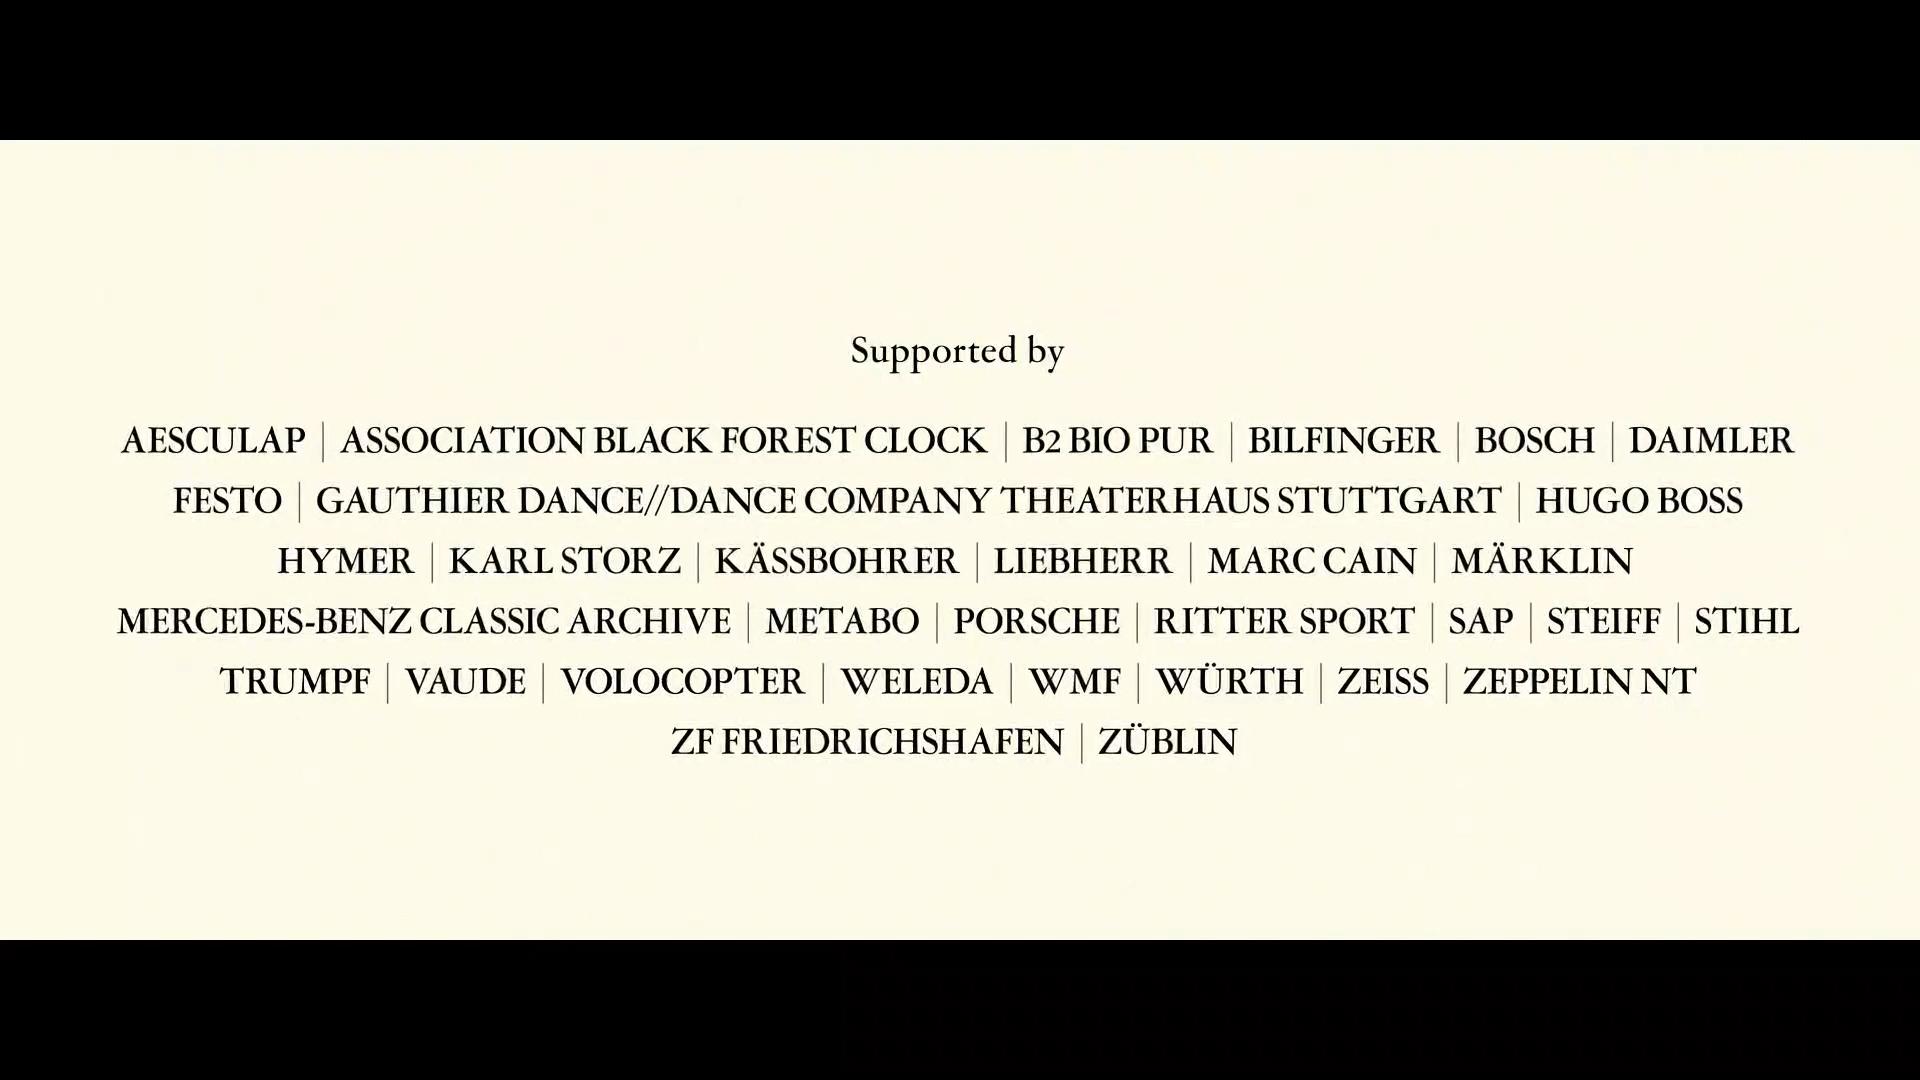 Supported by
AESCULAP | ASSOCIATION BLACK FOREST CLOCK | B2 BIO PUR | BILFINGER | BOSCH | DAIMLER
FESTO | GAUTHIER DANCE//DANCE COMPANY THEATERHAUS STUTTGART | HUGO BOSS
HYMER | KARL STORZ | KÄSSBOHRER | LIEBHERR | MARC CAIN | MÄRKLIN
MERCEDES-BENZ CLASSIC ARCHIVE | METABO | PORSCHE | RITTER SPORT | SAP | STEIFF | STIHL
TRUMPF | VAUDE | VOLOCOPTER | WELEDA | WMF | WÜRTH | ZEISS | ZEPPELIN NT
ZF FRIEDRICHSHAFEN | ZÜBLIN